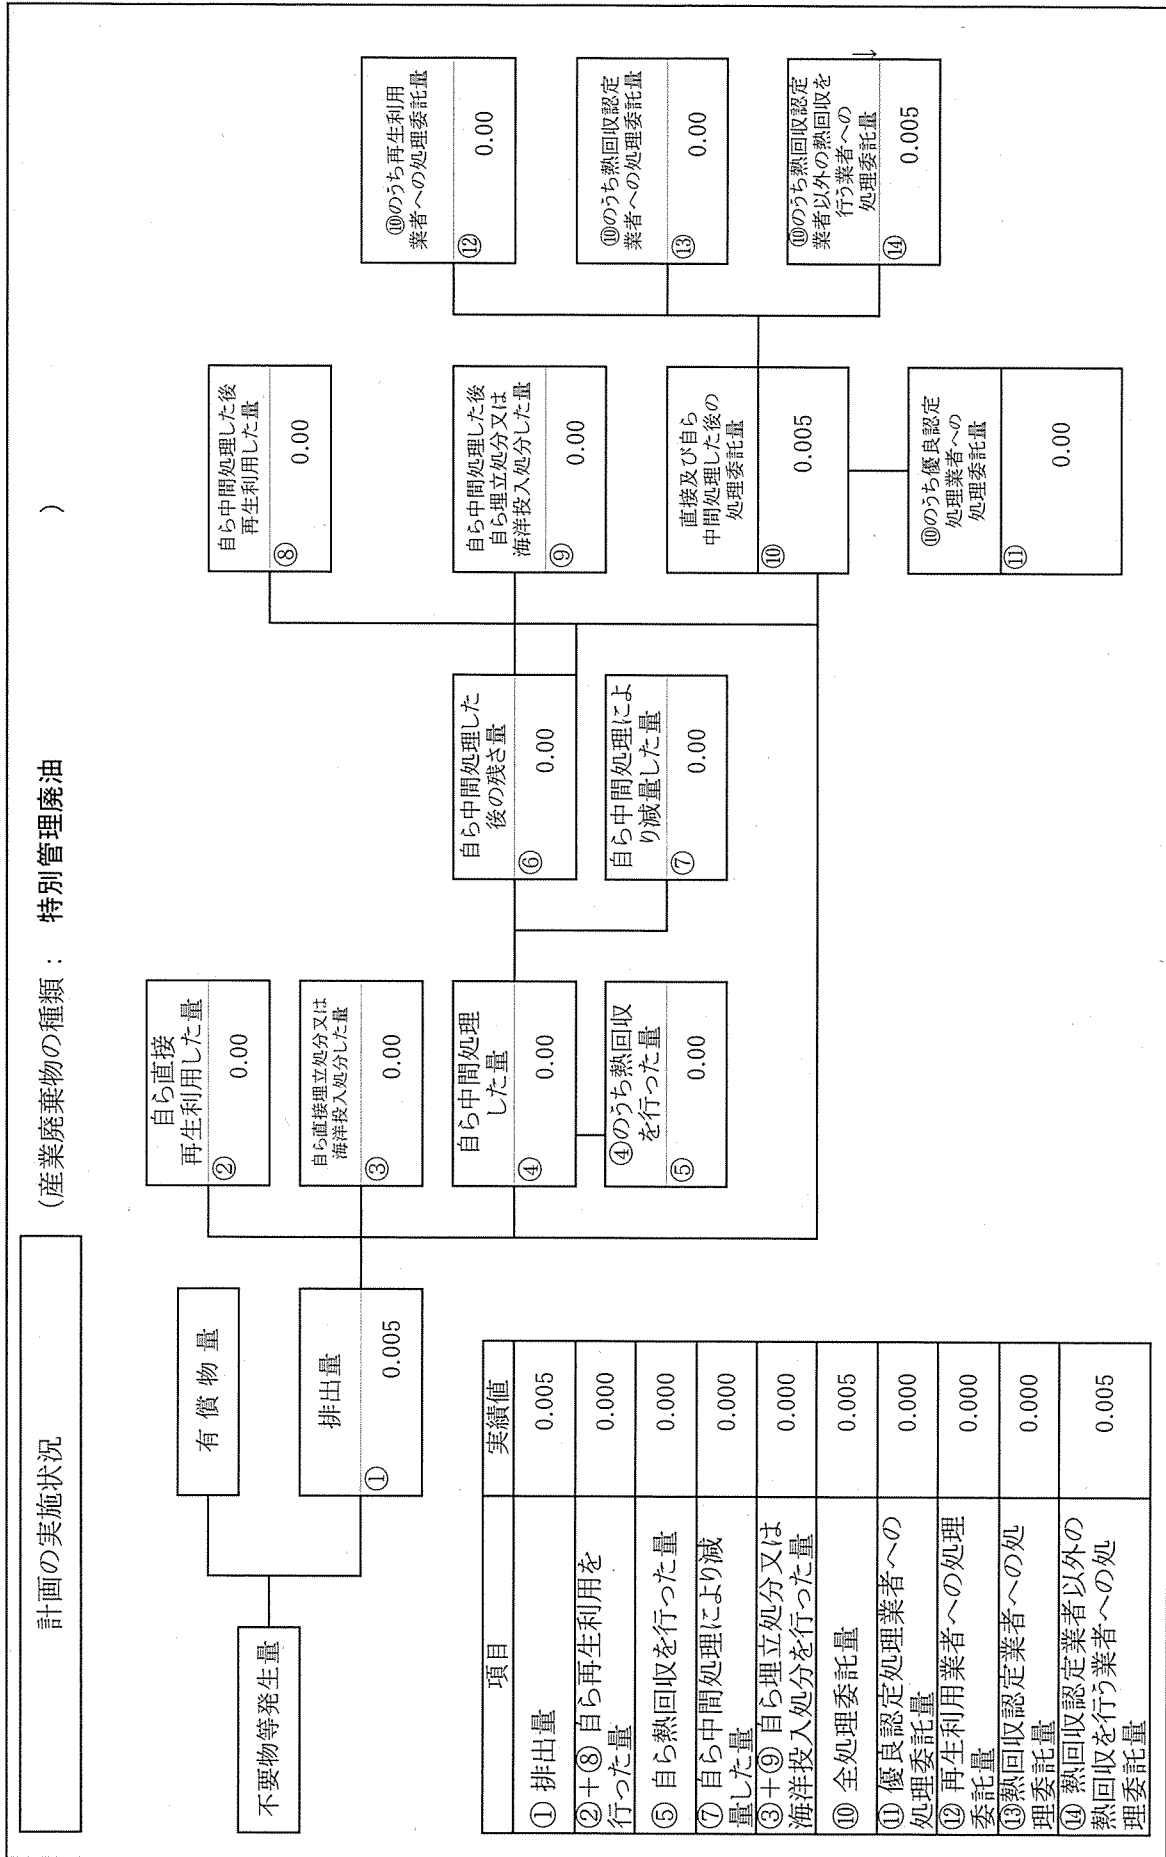 計画の実施状況
(産業廃棄物の種類： 特別管理廃油 )
不要物等発生量
有償物量
排出量
① 0.005
自ら直接
再生利用した量
② 0.00
自ら直接埋立処分又は
海洋投入処分した量
③ 0.00
自ら中間処理
した量
④ 0.00
④のうち熱回収
を行った量
⑤ 0.00
自ら中間処理した
後の残さ量
⑥ 0.00
自ら中間処理によ
り減量した量
⑦ 0.00
自ら中間処理した後
再生利用した量
⑧ 0.00
自ら中間処理した後
自ら埋立処分又は
海洋投入処分した量
⑨ 0.00
直接及び自ら
中間処理した後の
処理委託量
⑩ 0.005
⑩のうち優良認定
処理業者への
処理委託量
⑪ 0.00
⑩のうち再生利用
業者への処理委託量
⑫ 0.00
⑩のうち熱回収認定
業者への処理委託量
⑬ 0.00
⑩のうち熱回収認定
業者以外の熱回収を
行う業者への
処理委託量
⑭ 0.005
項目 実績値
① 排出量 0.005
②＋⑧ 自ら再生利用を
行った量 0.000
⑤ 自ら熱回収を行った量 0.000
⑦ 自ら中間処理により減
量した量 0.000
③＋⑨ 自ら埋立処分又は
海洋投入処分を行った量 0.000
⑩ 全処理委託量 0.005
⑪ 優良認定処理業者への
処理委託量 0.000
⑫ 再生利用業者への処理
委託量 0.000
⑬熱回収認定業者への処
理委託量 0.000
⑭ 熱回収認定業者以外の
熱回収を行う業者への処
理委託量 0.005